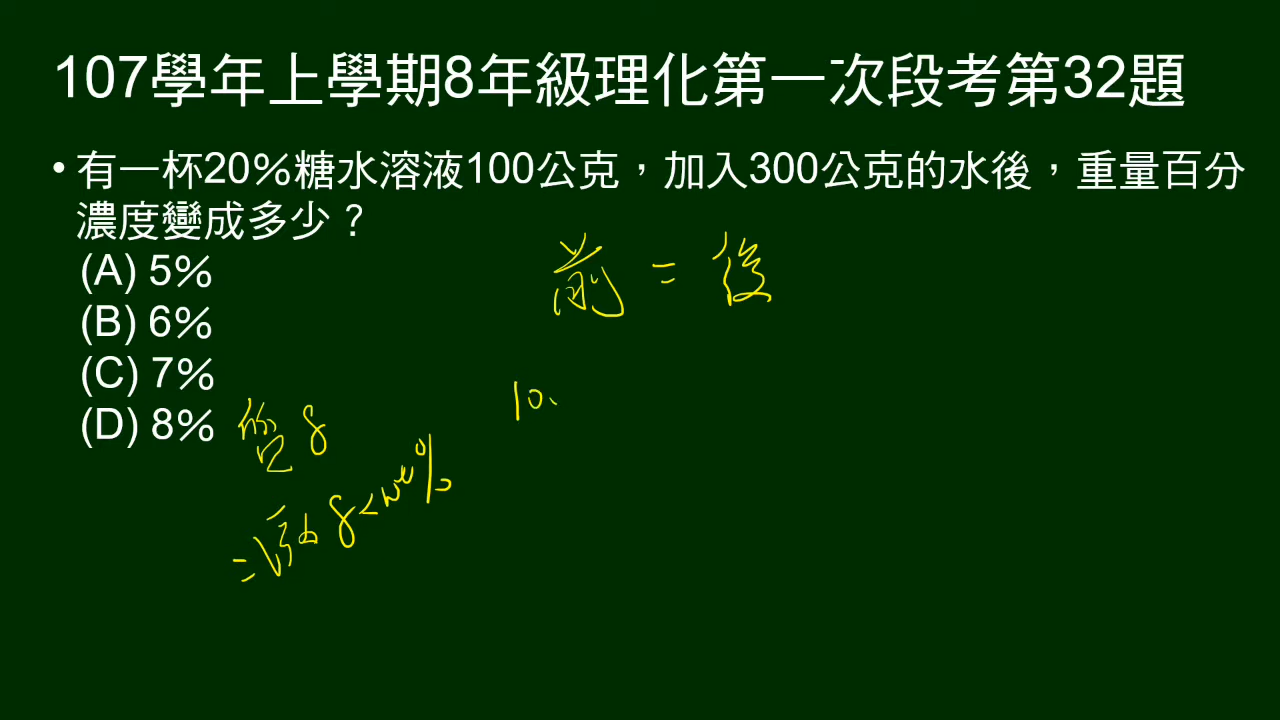 107學年上學期8年級理化第一次段考第32題
• 有一杯20%糖水溶液100公克，加入300公克的水後，重量百分
濃度變成多少？
(A) 5%
(B) 6%
(C) 7%
(D) 8%
前 = 後
10
g
= g × wt%